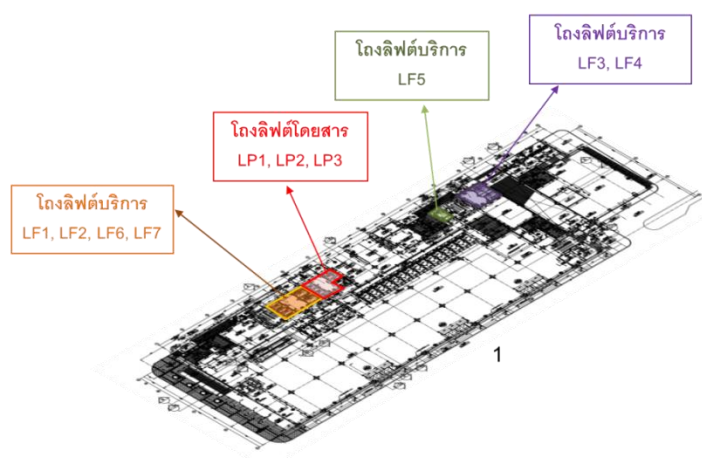 โถงลิฟต์บริการ
LF3, LF4
โถงลิฟต์บริการ
LF5
โถงลิฟต์โดยสาร
LP1, LP2, LP3
โถงลิฟต์บริการ
LF1, LF2, LF6, LF7
1